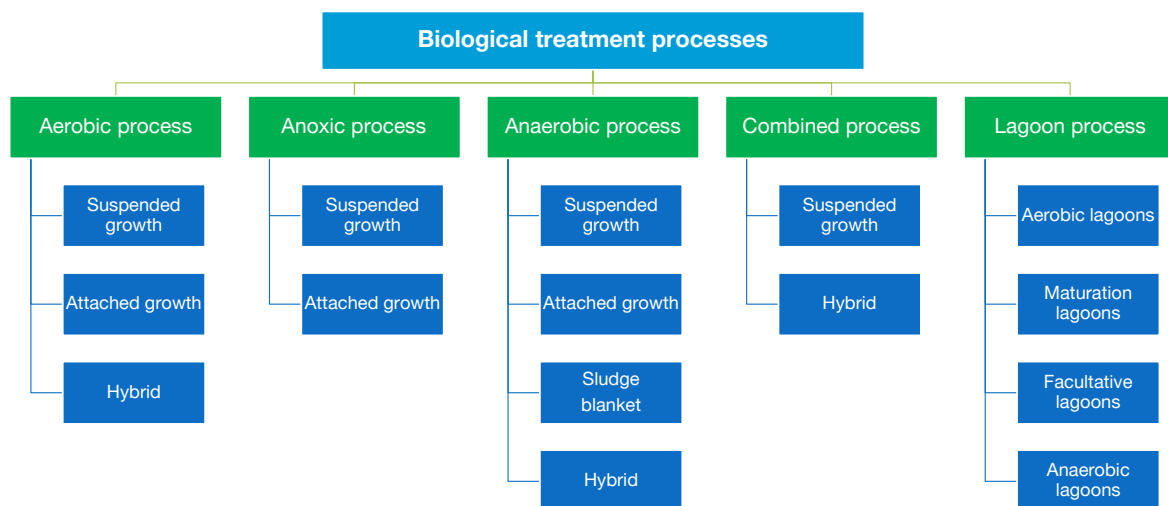 Biological treatment processes
Aerobic process
Anoxic process
Anaerobic process
Combined process
Lagoon process
Suspended
growth
Attached growth
Hybrid
Suspended
growth
Attached growth
Suspended
growth
Attached growth
Sludge
blanket
Hybrid
Suspended
growth
Hybrid
Aerobic lagoons
Maturation
lagoons
Facultative
lagoons
Anaerobic
lagoons